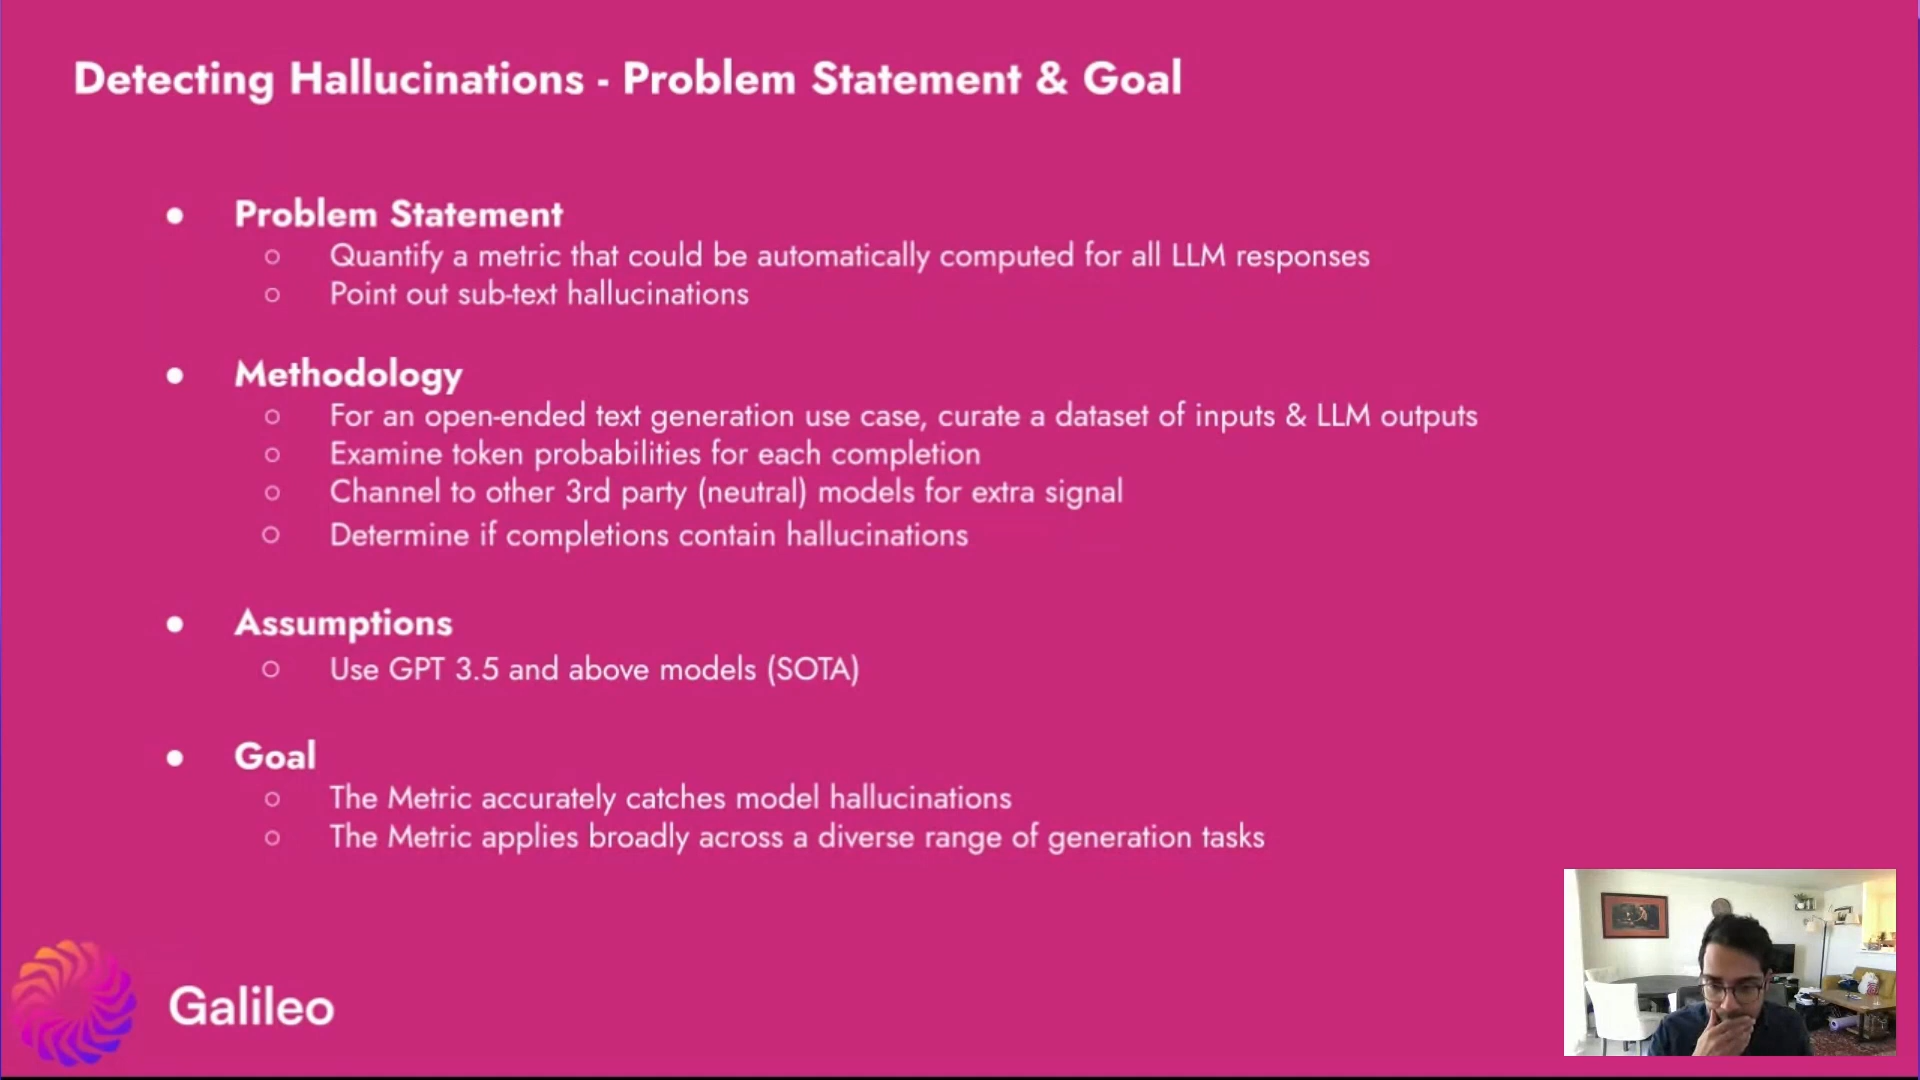 Detecting Hallucinations - Problem Statement & Goal
● Problem Statement
○ Quantify a metric that could be automatically computed for all LLM responses
○ Point out sub-text hallucinations
● Methodology
○ For an open-ended text generation use case, curate a dataset of inputs & LLM outputs
○ Examine token probabilities for each completion
○ Channel to other 3rd party (neutral) models for extra signal
○ Determine if completions contain hallucinations
● Assumptions
○ Use GPT 3.5 and above models (SOTA)
● Goal
○ The Metric accurately catches model hallucinations
○ The Metric applies broadly across a diverse range of generation tasks
Galileo